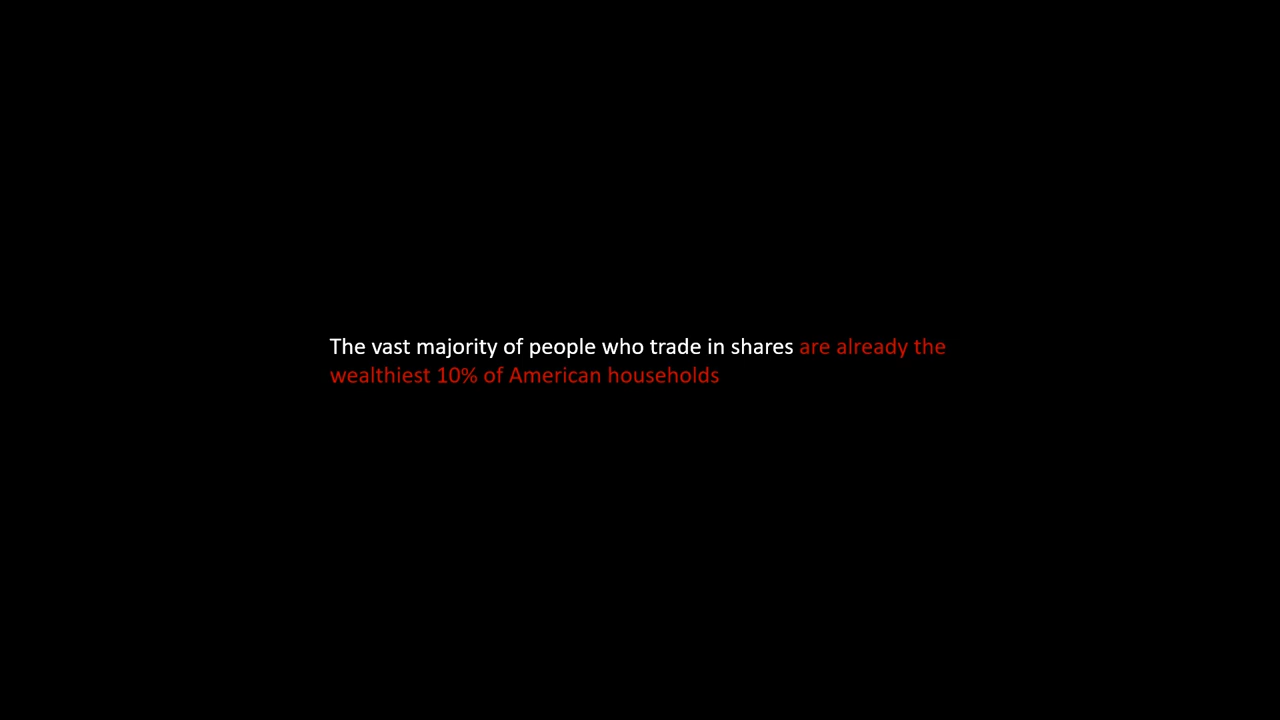 The vast majority of people who trade in shares are already the
wealthiest 10% of American households